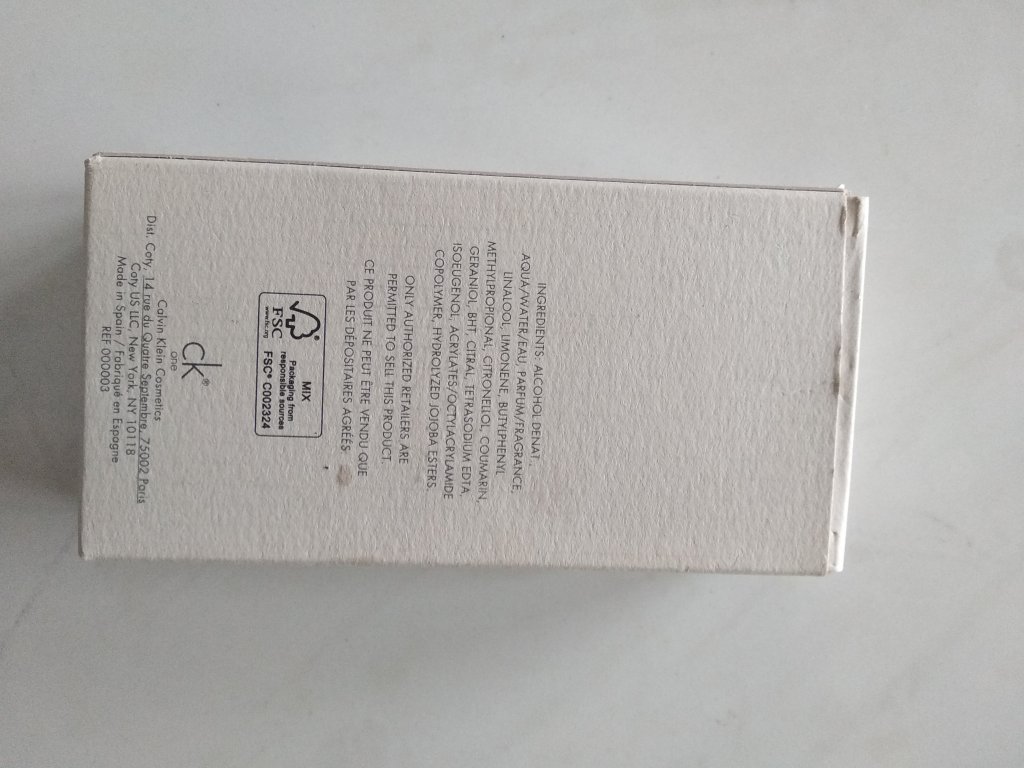 INGREDIENTS: ALCOHOL DENAT.,
AQUA/WATER/EAU, PARFUM/FRAGRANCE,
LINALOOL, LIMONENE, BUTYLPHENYL
METHYLPROPIONAL, CITRONELLOL, COUMARIN,
GERANIOL, BHT, CITRAL, TETRASODIUM EDTA,
ISOEUGENOL, ACRYLATES/OCTYLACRYLAMIDE
COPOLYMER, HYDROLYZED JOJOBA ESTERS.
ONLY AUTHORIZED RETAILERS ARE
PERMITTED TO SELL THIS PRODUCT.
CE PRODUIT NE PEUT ÊTRE VENDU QUE
PAR LES DÉPOSITAIRES AGRÉÉS
MIX
Packaging from
responsible sources
FSC
www.fsc.org
FSC® C002324
ck®
one
Calvin Klein Cosmetics
Dist. Coty, 14 rue du Quatre Septembre, 75002 Paris
Coty US LLC, New York, NY 10118
Made in Spain / Fabriqué en Espagne
REF 000003